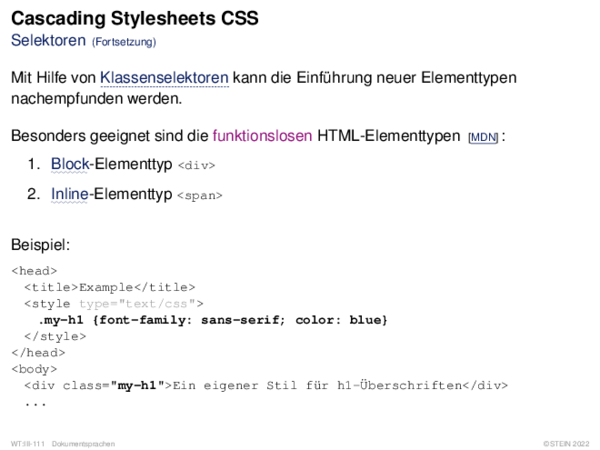 Cascading Stylesheets CSS
Selektoren (Fortsetzung)
Mit Hilfe von Klassenselektoren kann die Einführung neuer Elementtypen
nachempfunden werden.
Besonders geeignet sind die funktionslosen HTML-Elementtypen [MDN] :
1. Block-Elementtyp <div>
2. Inline-Elementtyp <span>
Beispiel:
<head>
<title>Example</title>
<style type="text/css">
.my-h1 {font-family: sans-serif; color: blue}
</style>
</head>
<body>
<div class="my-h1">Ein eigener Stil für h1-Überschriften</div>
...
WT:III-111 Dokumentsprachen
©STEIN 2022